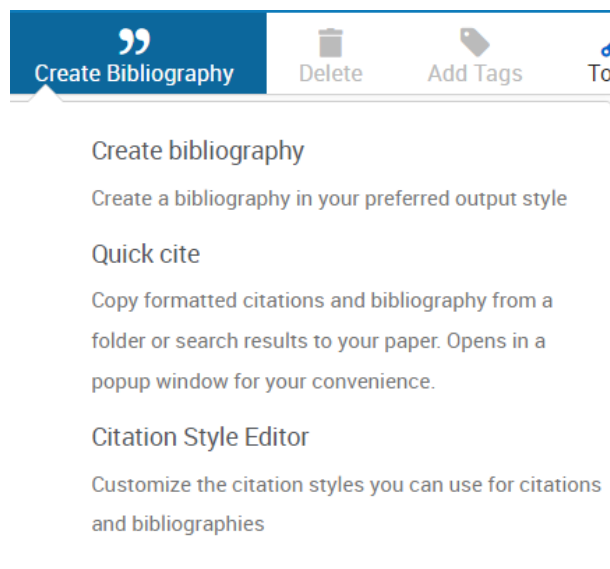 Create Bibliography Delete Add Tags
Create bibliography
Create a bibliography in your preferred output style
Quick cite
Copy formatted citations and bibliography from a
folder or search results to your paper. Opens in a
popup window for your convenience.
Citation Style Editor
Customize the citation styles you can use for citations
and bibliographies